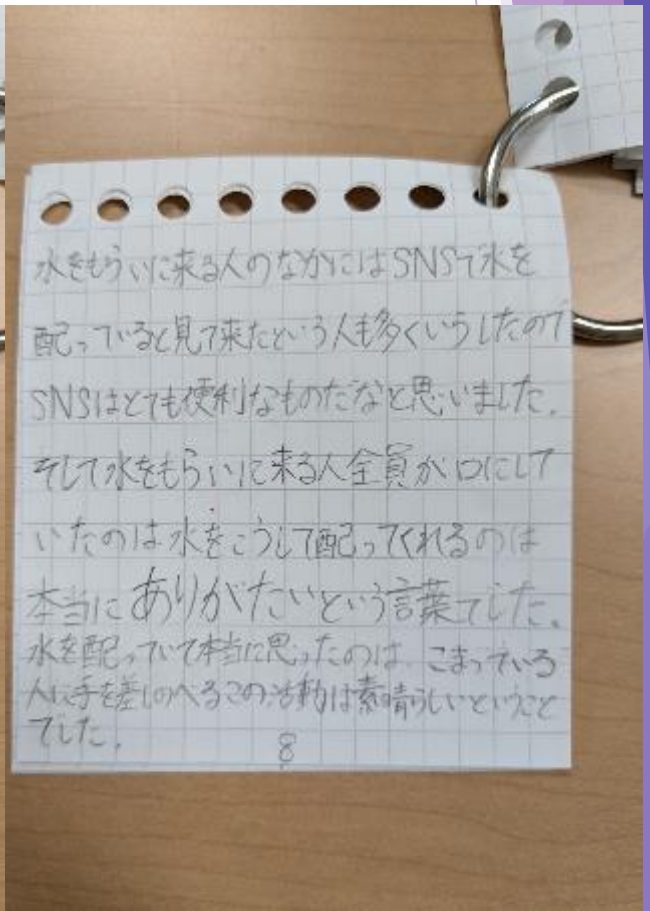 水をもらいに来る人のなかにはSNSで水を
配っていると見て来たという人も多くいらしたので
SNSはとても便利なものだなと思いました。
そして水をもらいに来る人全員が口にして
いたのは水をこうして配ってくれるのは
本当にありがたいという言葉でした。
水を配っていて本当に思ったのは、こまっている
人に手を差しのべるこの活動は素晴らしいということ
でした。
8